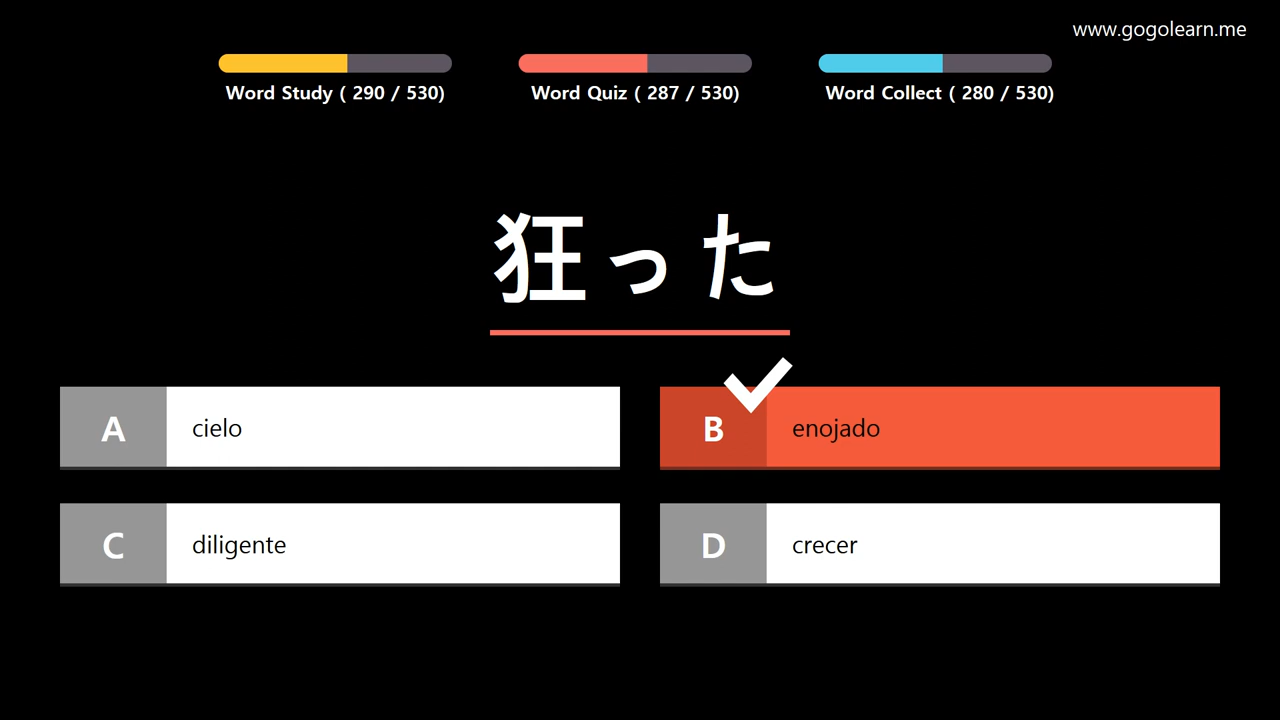 www.gogolearn.me
Word Study ( 290 / 530)
Word Quiz ( 287 / 530)
Word Collect ( 280 / 530)
狂った
A cielo
B enojado
C diligente
D crecer